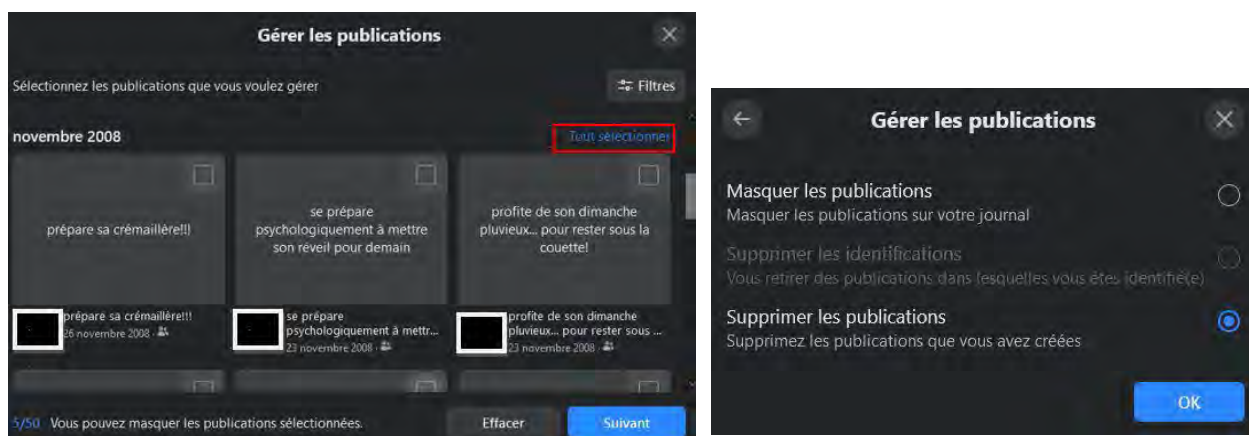 Gérer les publications
Sélectionnez les publications que vous voulez gérer
Filtres
novembre 2008
Tout sélectionner
prépare sa crémaillère!!!
se prépare
psychologiquement à mettre
son réveil pour demain
profite de son dimanche
pluvieux... pour rester sous la
couette!
prépare sa crémaillère!!!
26 novembre 2008 ·
se prépare
psychologiquement à mettr...
23 novembre 2008 ·
profite de son dimanche
pluvieux... pour rester sous ...
23 novembre 2008 ·
5/50 Vous pouvez masquer les publications sélectionnées.
Effacer
Suivant
Gérer les publications
Masquer les publications
Masquer les publications sur votre journal
Supprimer les identifications
Vous retirer des publications dans lesquelles vous êtes identifié(e)
Supprimer les publications
Supprimez les publications que vous avez créées
OK